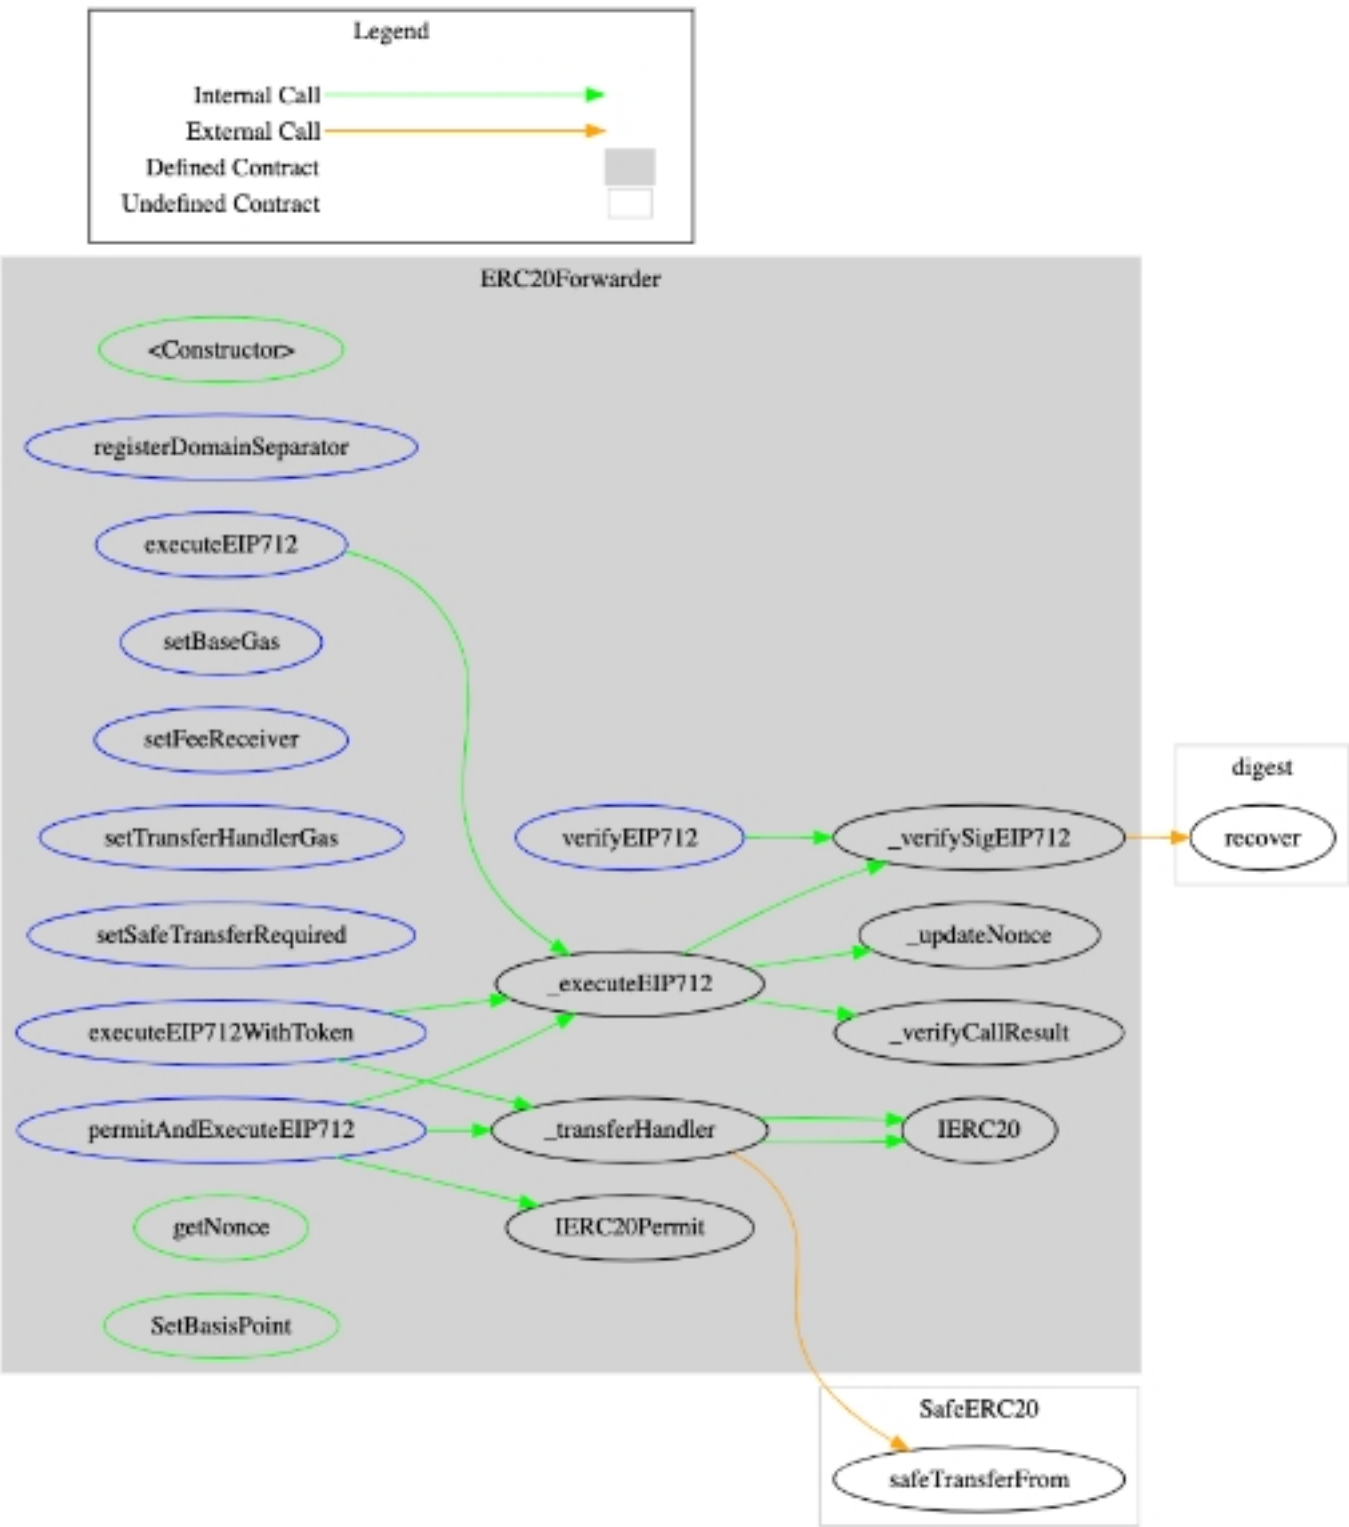 Legend
Internal Call
External Call
Defined Contract
Undefined Contract
ERC20Forwarder
<Constructor>
registerDomainSeparator
executeEIP712
setBaseGas
setFeeReceiver
digest
setTransferHandlerGas
verifyEIP712
_verifySigEIP712
recover
setSafeTransferRequired
_updateNonce
_executeEIP712
executeEIP712WithToken
_verifyCallResult
permitAndExecuteEIP712
_transferHandler
IERC20
getNonce
IERC20Permit
SetBasisPoint
SafeERC20
safeTransferFrom